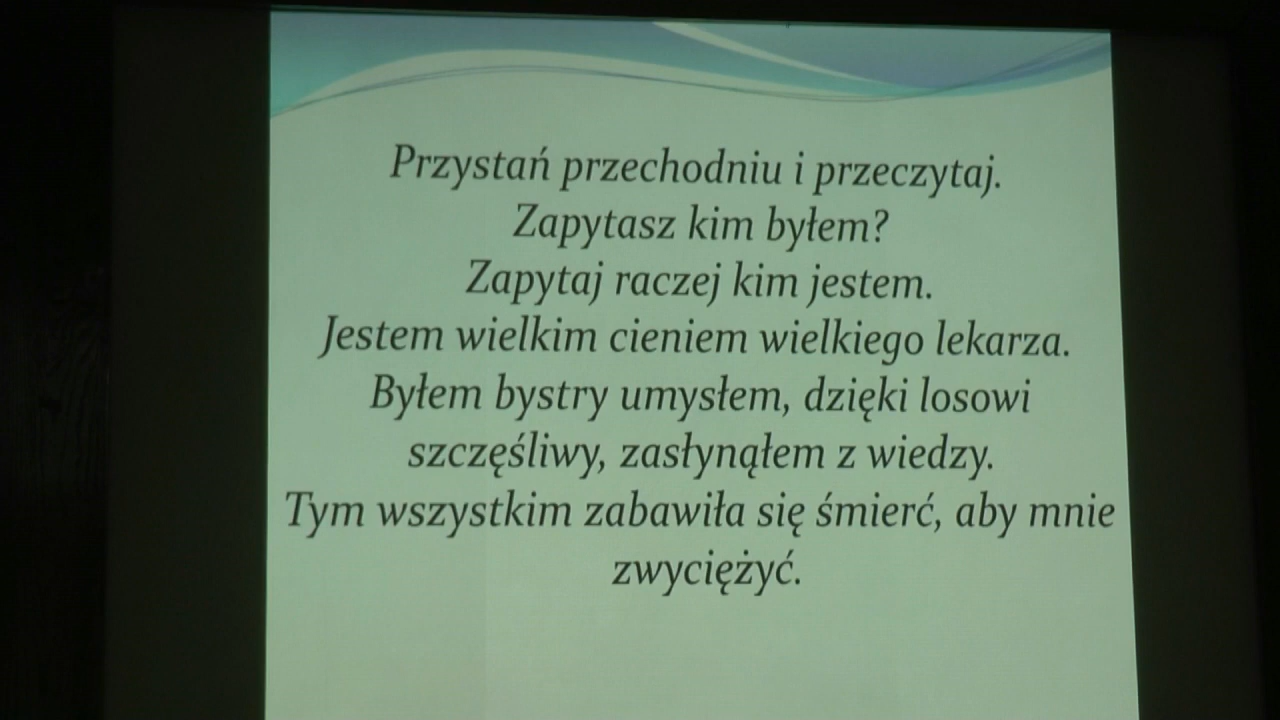 Przystań przechodniu i przeczytaj.
Zapytasz kim byłem?
Zapytaj raczej kim jestem.
Jestem wielkim cieniem wielkiego lekarza.
Byłem bystry umysłem, dzięki losowi
szczęśliwy, zasłynąłem z wiedzy.
Tym wszystkim zabawiła się śmierć, aby mnie
zwyciężyć.